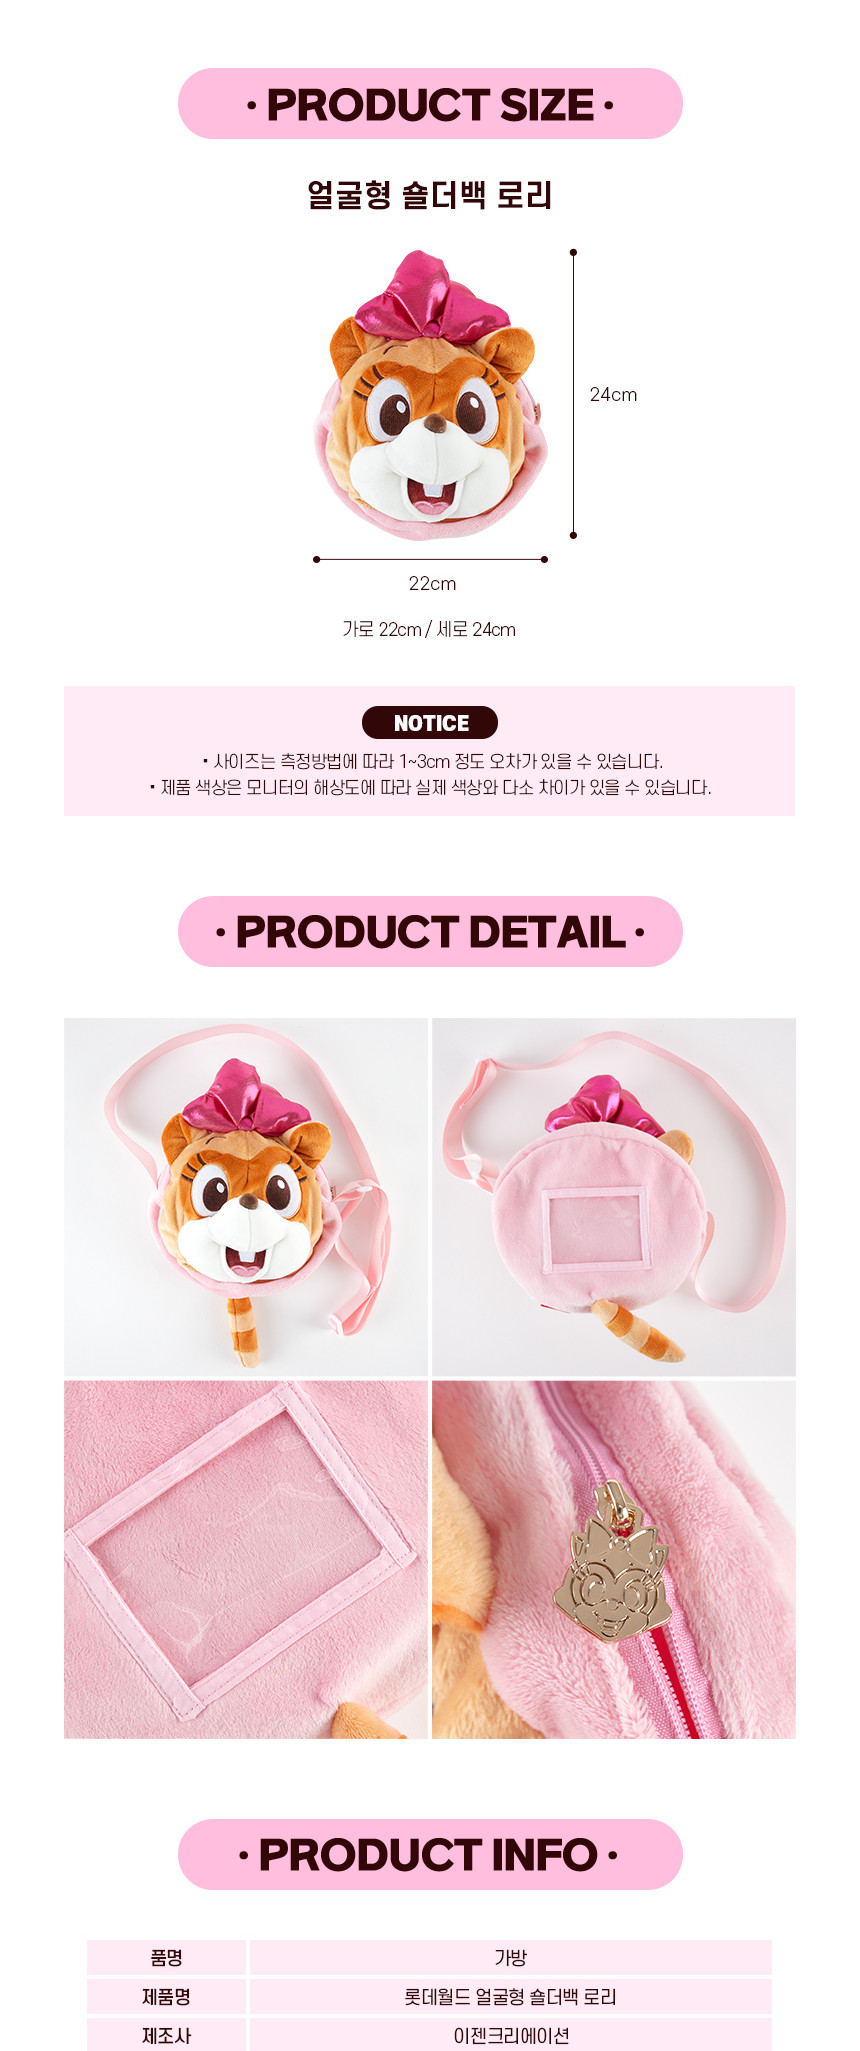 · PRODUCT SIZE ·
얼굴형 숄더백 로리
24cm
22cm
가로 22cm / 세로 24cm
NOTICE
· 사이즈는 측정방법에 따라 1~3cm 정도 오차가 있을 수 있습니다.
· 제품 색상은 모니터의 해상도에 따라 실제 색상와 다소 차이가 있을 수 있습니다.
· PRODUCT DETAIL ·
· PRODUCT INFO ·
품명 가방
제품명 롯데월드 얼굴형 숄더백 로리
제조사 이젠크리에이션